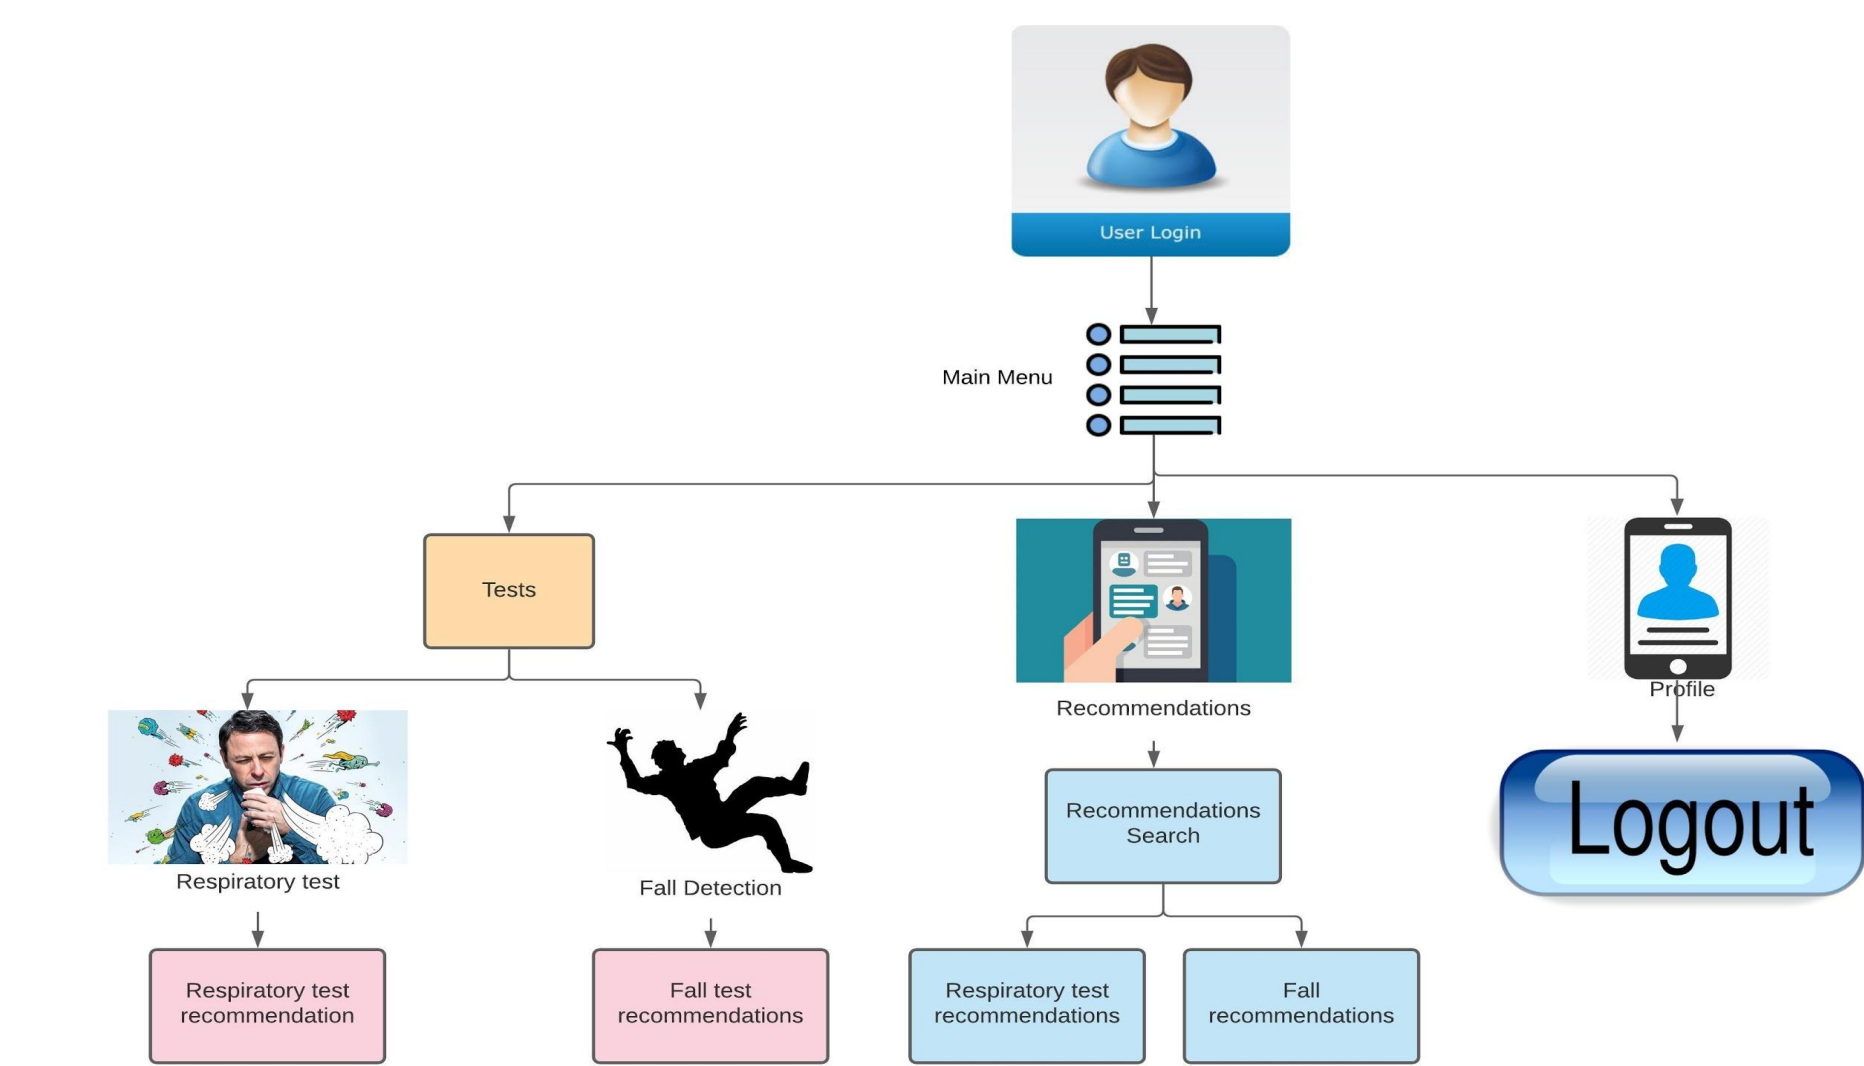 User Login
Main Menu
Tests
Recommendations
Profile
Respiratory test
Fall Detection
Recommendations
Search
Logout
Respiratory test
recommendation
Fall test
recommendations
Respiratory test
recommendations
Fall
recommendations